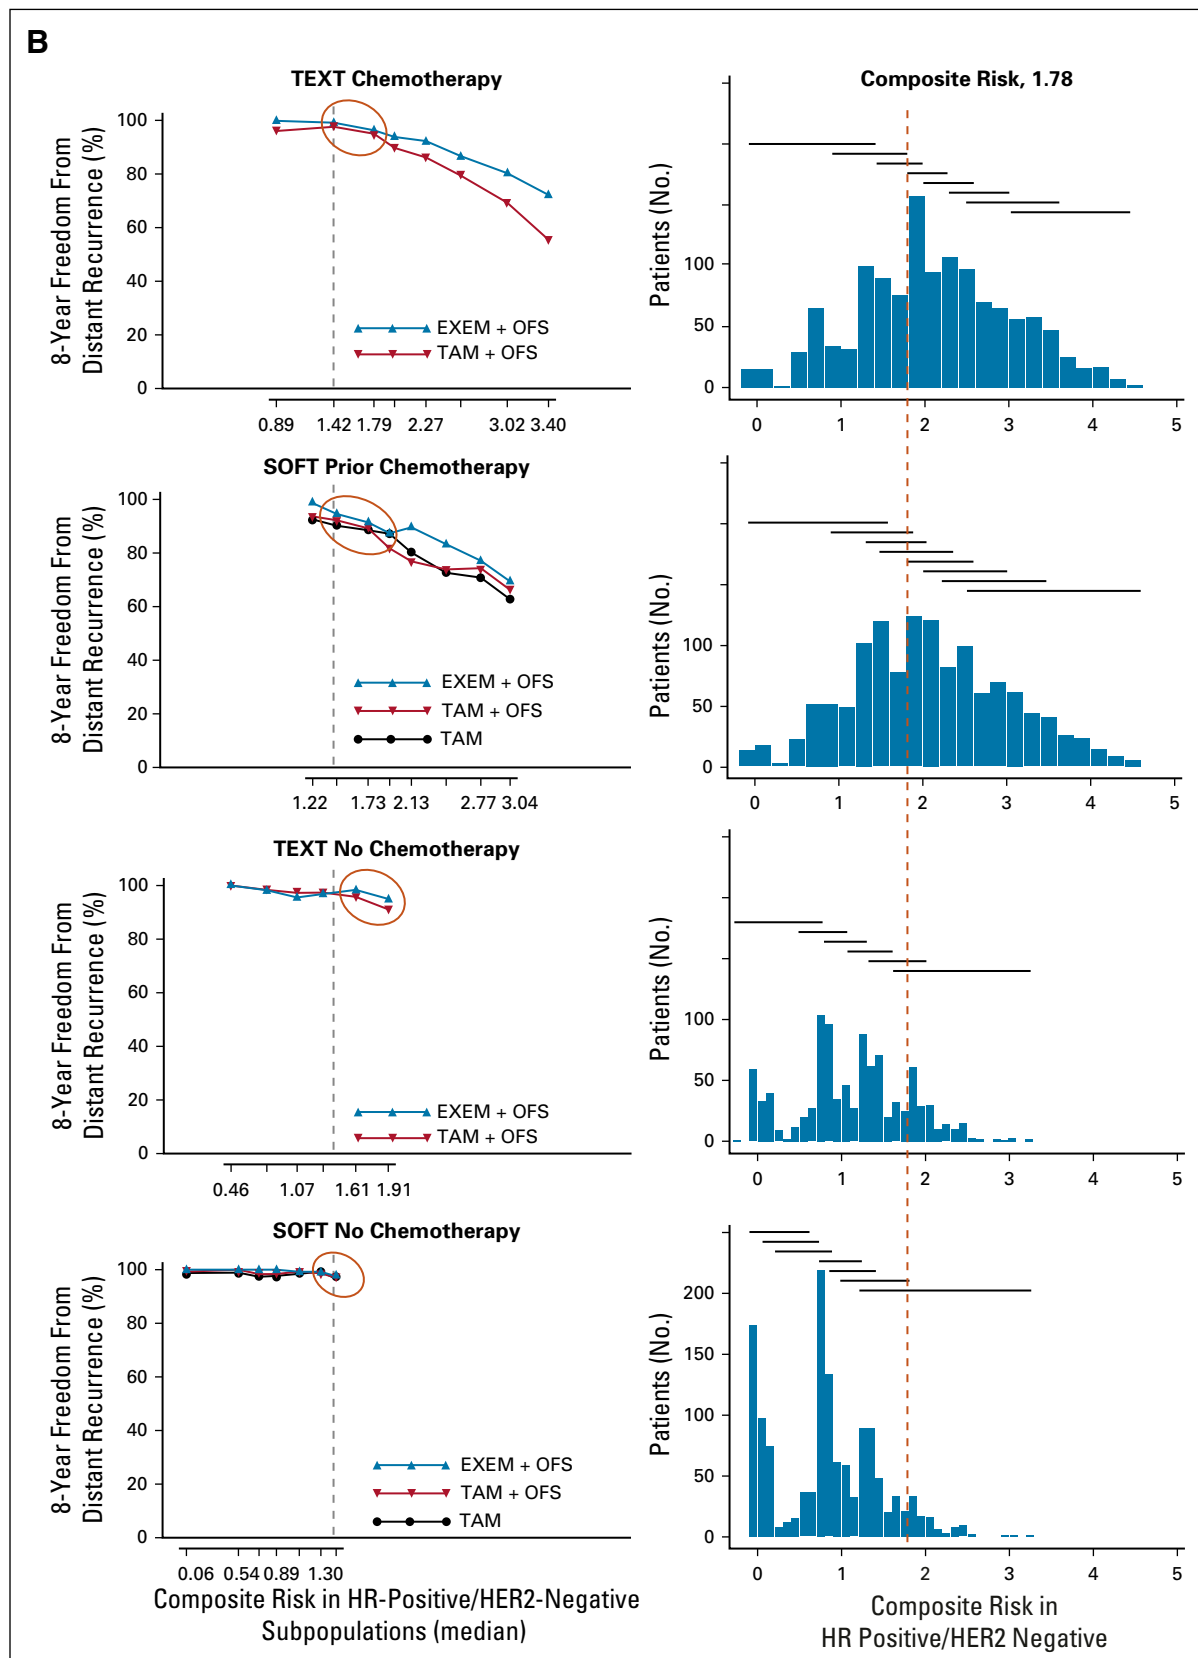 B
TEXT Chemotherapy
8-Year Freedom From
Distant Recurrence (%)
100
80
60
40
20
0
EXEM + OFS
TAM + OFS
0.89 1.42 1.79 2.27 3.02 3.40
Composite Risk, 1.78
Patients (No.)
100
50
0
0 1 2 3 4 5
SOFT Prior Chemotherapy
8-Year Freedom From
Distant Recurrence (%)
100
80
60
40
20
0
EXEM + OFS
TAM + OFS
TAM
1.22 1.73 2.13 2.77 3.04
Patients (No.)
100
50
0
0 1 2 3 4 5
TEXT No Chemotherapy
8-Year Freedom From
Distant Recurrence (%)
100
80
60
40
20
0
EXEM + OFS
TAM + OFS
0.46 1.07 1.61 1.91
Patients (No.)
100
50
0
0 1 2 3 4 5
SOFT No Chemotherapy
8-Year Freedom From
Distant Recurrence (%)
100
80
60
40
20
0
EXEM + OFS
TAM + OFS
TAM
0.06 0.54 0.89 1.30
Composite Risk in HR-Positive/HER2-Negative
Subpopulations (median)
Patients (No.)
200
150
100
50
0
0 1 2 3 4 5
Composite Risk in
HR Positive/HER2 Negative